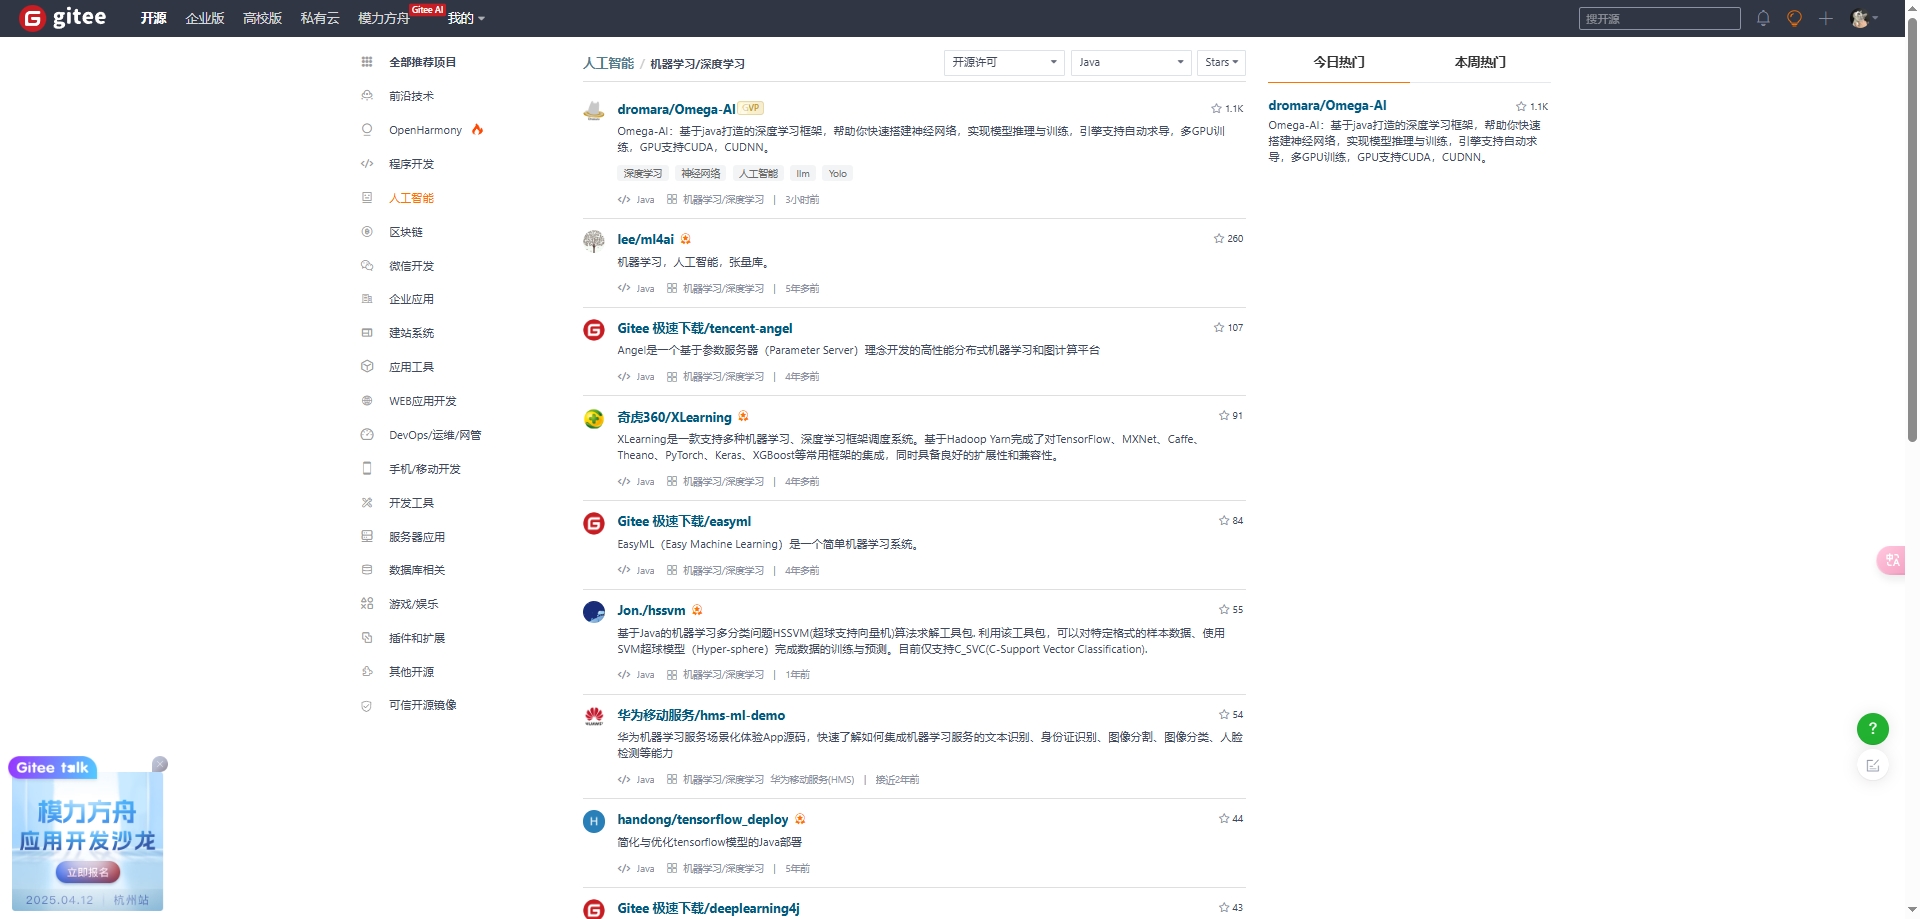 gitee
开源
企业版
高校版
私有云
模力方舟
Gitee AI
我的
搜开源
全部推荐项目
前沿技术
OpenHarmony
程序开发
人工智能
区块链
微信开发
企业应用
建站系统
应用工具
WEB应用开发
DevOps/运维/网管
手机/移动开发
开发工具
服务器应用
数据库相关
游戏/娱乐
插件和扩展
其他开源
可信开源镜像
人工智能 / 机器学习/深度学习
开源许可
Java
Stars
dromara/Omega-AI GVP
1.1K
Omega-AI：基于java打造的深度学习框架，帮助你快速搭建神经网络，实现模型推理与训练，引擎支持自动求导，多GPU训
练，GPU支持CUDA，CUDNN。
深度学习 神经网络 人工智能 llm Yolo
Java 机器学习/深度学习 | 3小时前
lee/ml4ai
260
机器学习，人工智能，张量库。
Java 机器学习/深度学习 | 5年多前
Gitee 极速下载/tencent-angel
107
Angel是一个基于参数服务器（Parameter Server）理念开发的高性能分布式机器学习和图计算平台
Java 机器学习/深度学习 | 4年多前
奇虎360/XLearning
91
XLearning是一款支持多种机器学习、深度学习框架调度系统。基于Hadoop Yarn完成了对TensorFlow、MXNet、Caffe、
Theano、PyTorch、Keras、XGBoost等常用框架的集成，同时具备良好的扩展性和兼容性。
Java 机器学习/深度学习 | 4年多前
Gitee 极速下载/easyml
84
EasyML（Easy Machine Learning）是一个简单机器学习系统。
Java 机器学习/深度学习 | 4年多前
Jon./hssvm
55
基于Java的机器学习多分类问题HSSVM(超球支持向量机)算法求解工具包. 利用该工具包，可以对特定格式的样本数据、使用
SVM超球模型（Hyper-sphere）完成数据的训练与预测。目前仅支持C_SVC(C-Support Vector Classification).
Java 机器学习/深度学习 | 1年前
HUAWEI
华为移动服务/hms-ml-demo
54
华为机器学习服务场景化体验App源码，快速了解如何集成机器学习服务的文本识别、身份证识别、图像分割、图像分类、人脸
检测等能力
Java 机器学习/深度学习 华为移动服务(HMS) | 接近2年前
H
handong/tensorflow_deploy
44
简化与优化tensorflow模型的Java部署
Java 机器学习/深度学习 | 5年前
Gitee 极速下载/deeplearning4j
43
今日热门
本周热门
dromara/Omega-AI
1.1K
Omega-AI：基于java打造的深度学习框架，帮助你快速
搭建神经网络，实现模型推理与训练，引擎支持自动求
导，多GPU训练，GPU支持CUDA，CUDNN。
?
Gitee talk
模力方舟
应用开发沙龙
立即报名
2025.04.12 | 杭州站